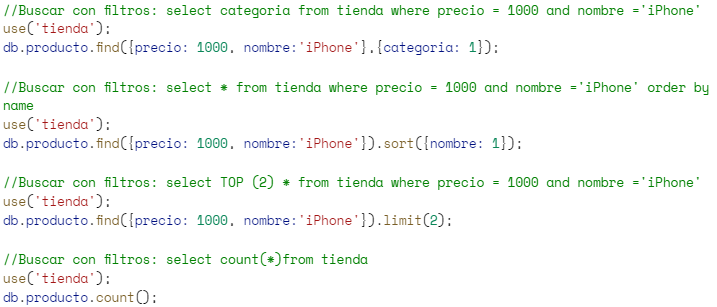 //Buscar con filtros: select categoria from tienda where precio = 1000 and nombre ='iPhone'
use('tienda');
db.producto.find({precio: 1000, nombre:'iPhone'},{categoria: 1});
//Buscar con filtros: select * from tienda where precio = 1000 and nombre ='iPhone' order by
name
use('tienda');
db.producto.find({precio: 1000, nombre:'iPhone'}).sort({nombre: 1});
//Buscar con filtros: select TOP (2) * from tienda where precio = 1000 and nombre ='iPhone'
use('tienda');
db.producto.find({precio: 1000, nombre:'iPhone'}).limit(2);
//Buscar con filtros: select count(*)from tienda
use('tienda');
db.producto.count();